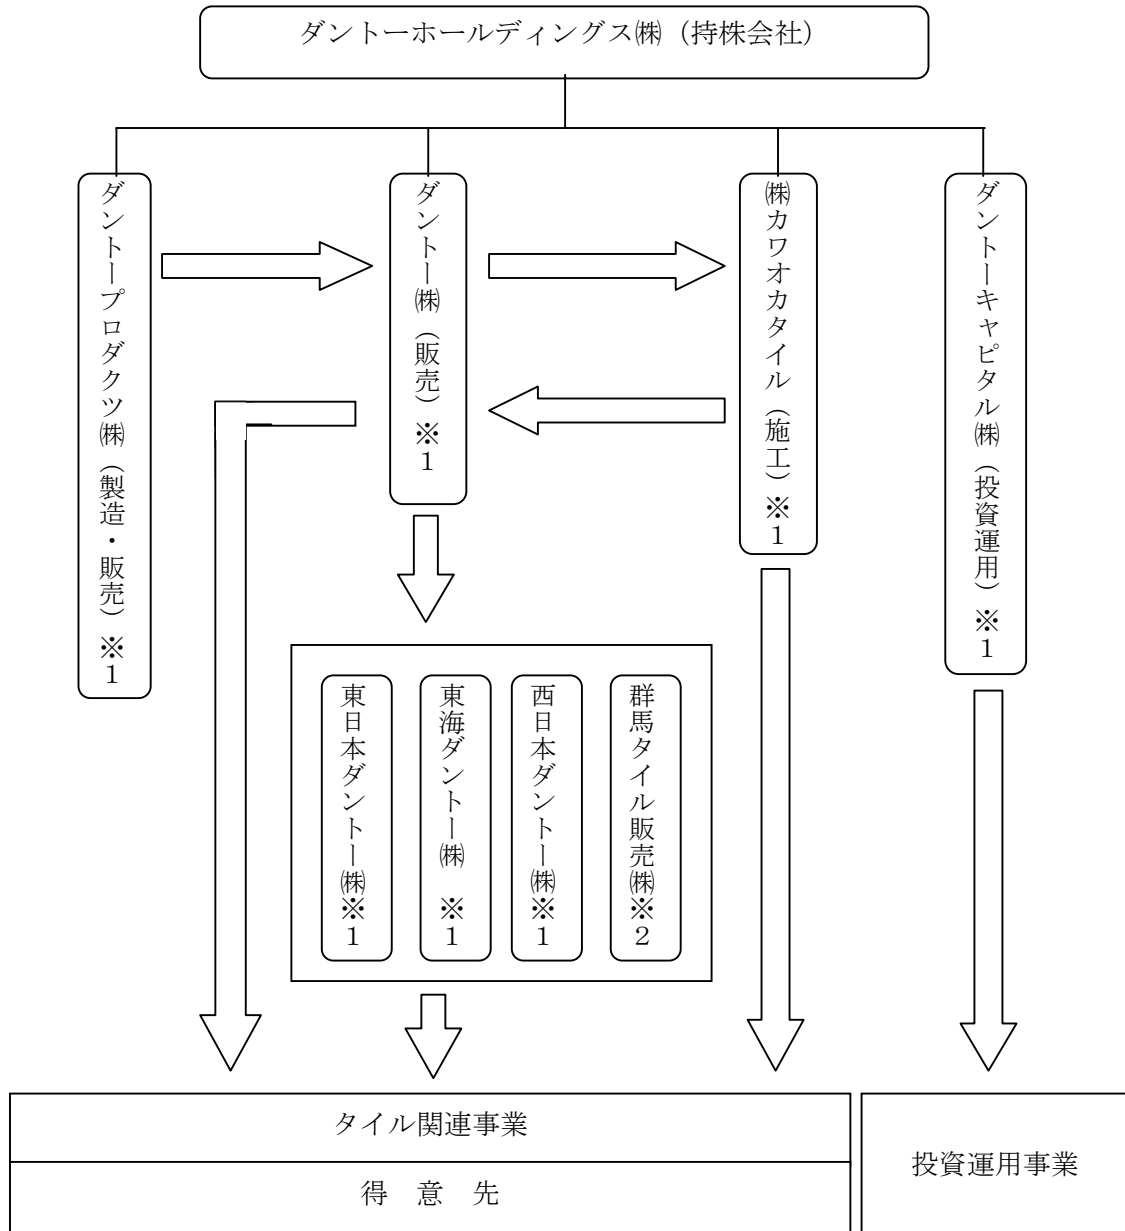 ダントーホールディングス㈱（持株会社）
ダントープロダクツ㈱（製造・販売）※１
ダントー㈱（販売）※１
㈱カワオカタイル（施工）※１
ダントーキャピタル㈱（投資運用）※１
東日本ダントー㈱※１
東海ダントー㈱　※１
西日本ダントー㈱※１
群馬タイル販売㈱※２
タイル関連事業
得　意　先
投資運用事業